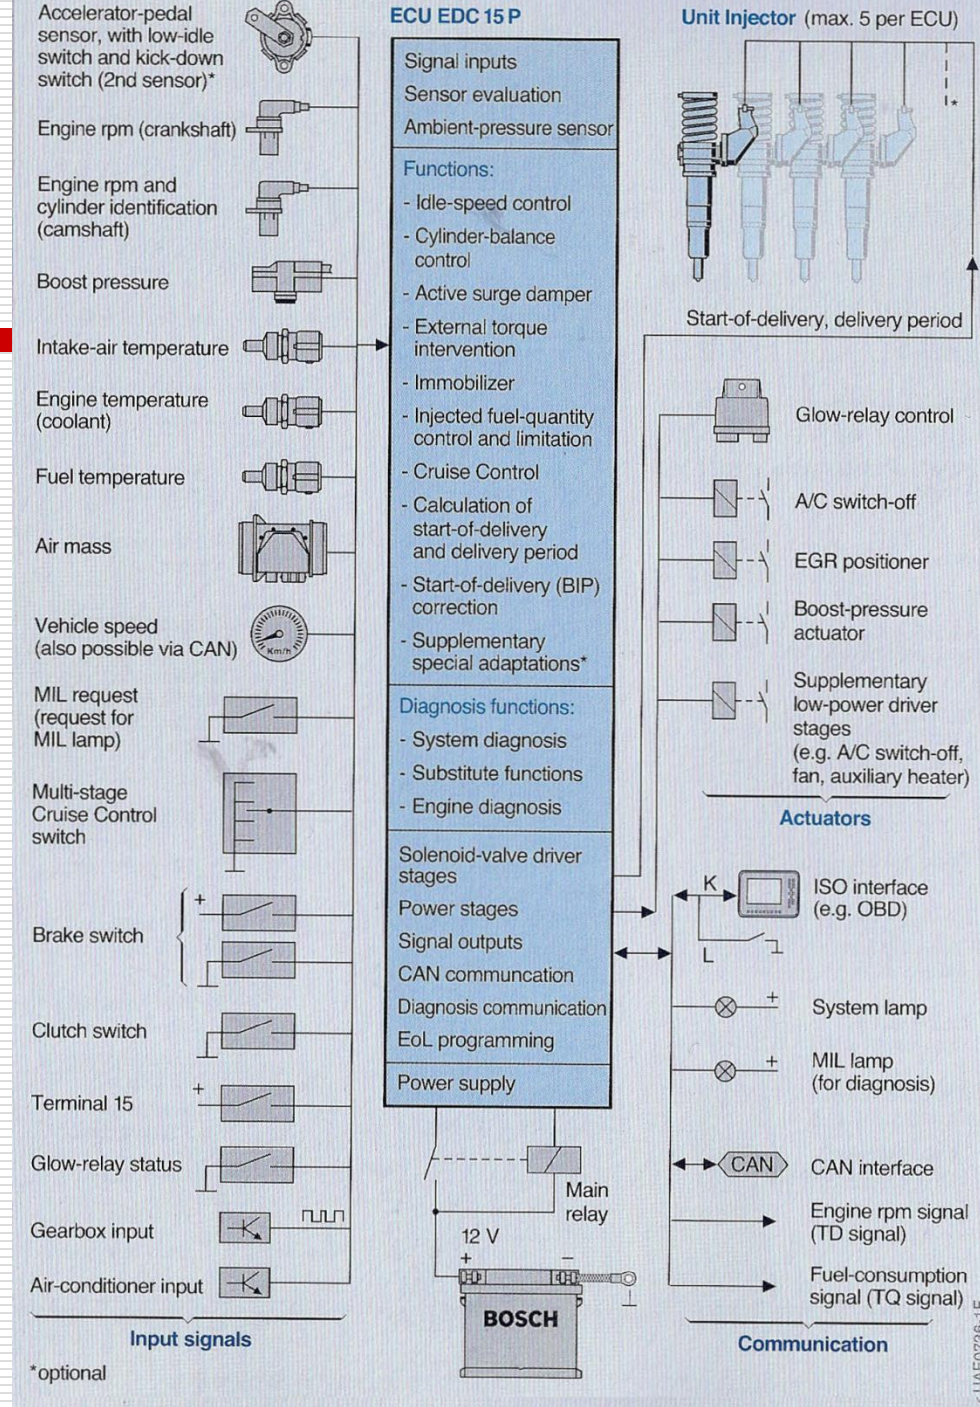 Accelerator-pedal
sensor, with low-idle
switch and kick-down
switch (2nd sensor)*
Engine rpm (crankshaft)
Engine rpm and
cylinder identification
(camshaft)
Boost pressure
Intake-air temperature
Engine temperature
(coolant)
Fuel temperature
Air mass
Vehicle speed
(also possible via CAN)
Km/h
MIL request
(request for
MIL lamp)
Multi-stage
Cruise Control
switch
Brake switch
+
Clutch switch
Terminal 15
+
Glow-relay status
Gearbox input
Air-conditioner input
Input signals
*optional
ECU EDC 15 P
Signal inputs
Sensor evaluation
Ambient-pressure sensor
Functions:
- Idle-speed control
- Cylinder-balance
control
- Active surge damper
- External torque
intervention
- Immobilizer
- Injected fuel-quantity
control and limitation
- Cruise Control
- Calculation of
start-of-delivery
and delivery period
- Start-of-delivery (BIP)
correction
- Supplementary
special adaptations*
Diagnosis functions:
- System diagnosis
- Substitute functions
- Engine diagnosis
Solenoid-valve driver
stages
Power stages
Signal outputs
CAN communcation
Diagnosis communication
EoL programming
Power supply
Main
relay
12 V
+ −
BOSCH
Unit Injector (max. 5 per ECU)
*
Start-of-delivery, delivery period
Glow-relay control
A/C switch-off
EGR positioner
Boost-pressure
actuator
Supplementary
low-power driver
stages
(e.g. A/C switch-off,
fan, auxiliary heater)
Actuators
K
ISO interface
(e.g. OBD)
L
+
System lamp
+
MIL lamp
(for diagnosis)
CAN
CAN interface
Engine rpm signal
(TD signal)
Fuel-consumption
signal (TQ signal)
Communication